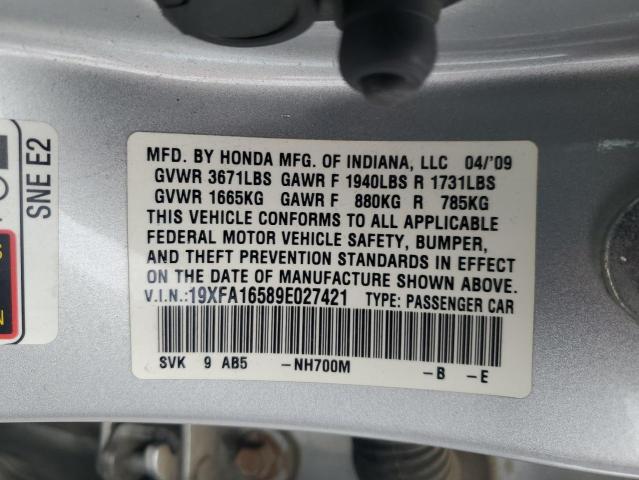 MFD. BY HONDA MFG. OF INDIANA, LLC 04/'09
GVWR 3671LBS GAWR F 1940LBS R 1731LBS
GVWR 1665KG GAWR F 880KG R 785KG
THIS VEHICLE CONFORMS TO ALL APPLICABLE
FEDERAL MOTOR VEHICLE SAFETY, BUMPER,
AND THEFT PREVENTION STANDARDS IN EFFECT
ON THE DATE OF MANUFACTURE SHOWN ABOVE.
V.I.N.:19XFA16589E027421 TYPE: PASSENGER CAR
SVK 9 AB5 -NH700M -B -E
SNE E2